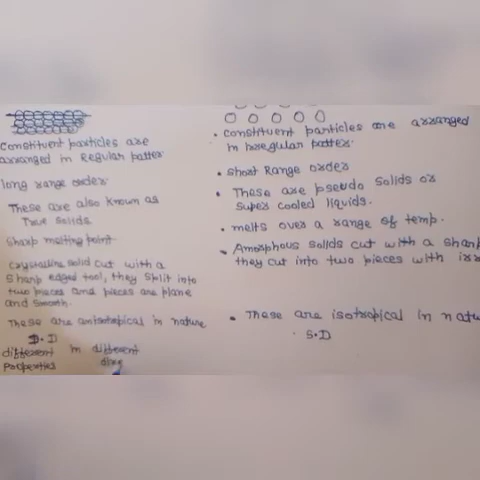 Constituent particles are
arranged in Regular patter
long range order.
These are also known as
True solids.
Sharp melting point
Crystalline solid cut with a
Sharp edged tool, they split into
two pieces and pieces are plane
and smooth.
These are anisotropical in nature
D.D
different in different
Properties dire
• constituent particles are arranged
in irregular patter.
• Short Range order
• These are pseudo Solids or
super cooled liquids.
• melts over a range of temp.
• Amorphous solids cut with a sharp
they cut into two pieces with irr
• These are isotropical in natu
. S.D